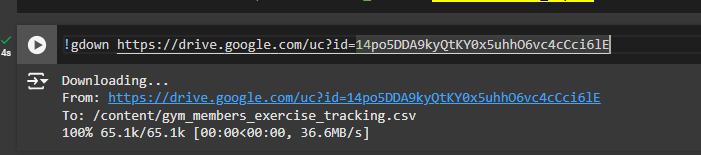 !gdown https://drive.google.com/uc?id=14po5DDA9kyQtKY0x5uhhO6vc4cCci6lE
4s
Downloading...
From: https://drive.google.com/uc?id=14po5DDA9kyQtKY0x5uhhO6vc4cCci6lE
To: /content/gym_members_exercise_tracking.csv
100% 65.1k/65.1k [00:00<00:00, 36.6MB/s]